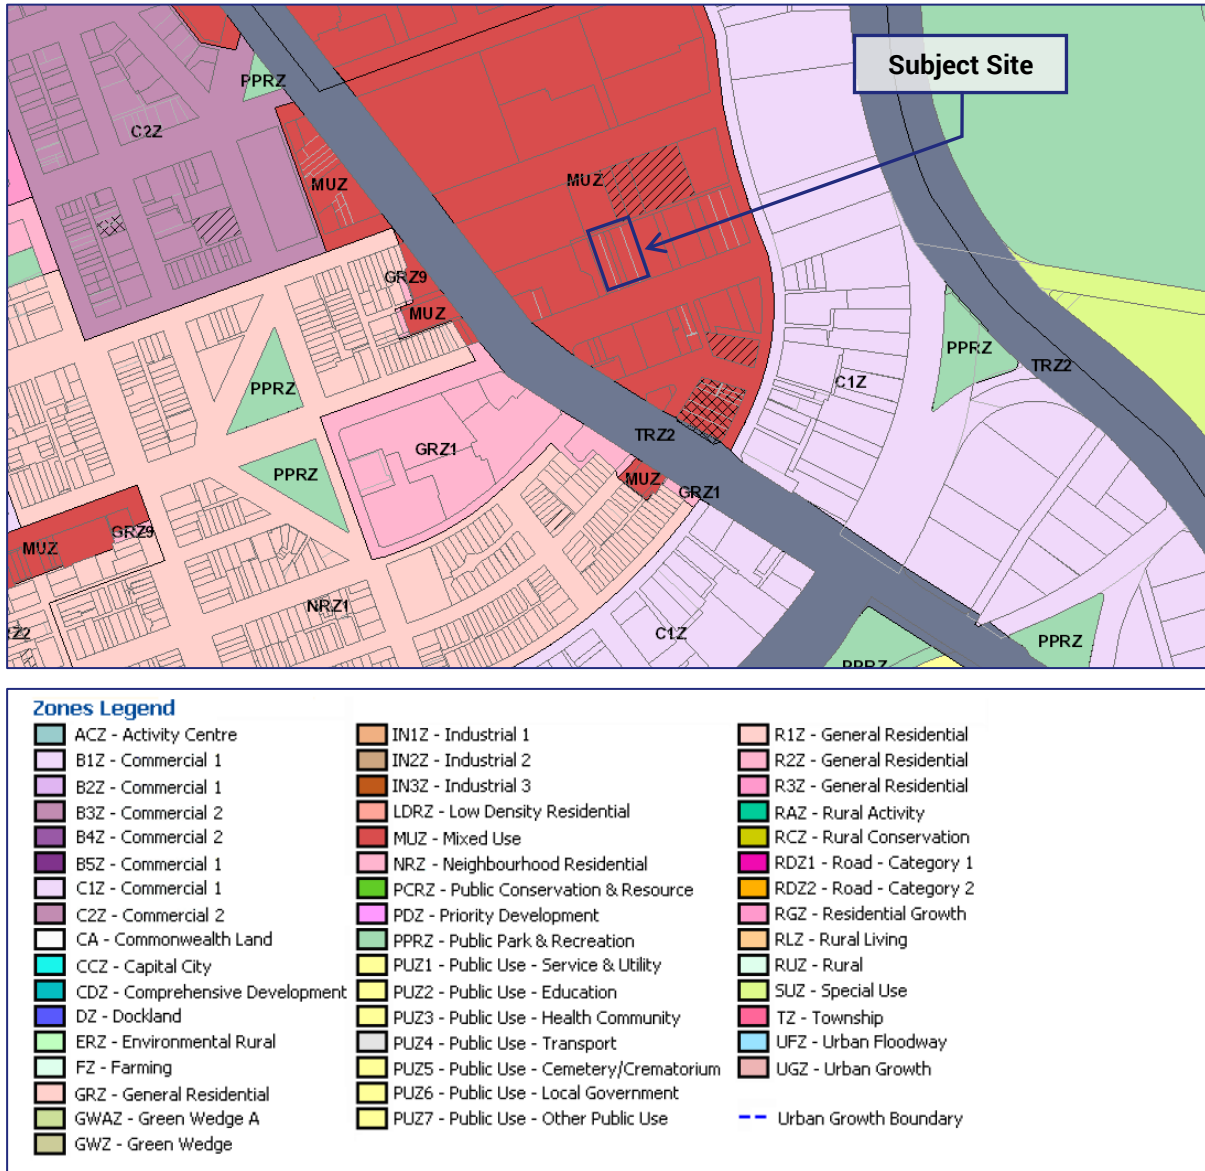 Subject Site
PPRZ
C2Z
MUZ
MUZ
GRZ9
MUZ
PPRZ
TRZ2
C1Z
PPRZ
GRZ1
TRZ2
PPRZ
MUZ
GRZ1
GRZ9
MUZ
NRZ1
C1Z
PPRZ
PPRZ
Zones Legend
ACZ - Activity Centre
B1Z - Commercial 1
B2Z - Commercial 1
B3Z - Commercial 2
B4Z - Commercial 2
B5Z - Commercial 1
C1Z - Commercial 1
C2Z - Commercial 2
CA - Commonwealth Land
CCZ - Capital City
CDZ - Comprehensive Development
DZ - Dockland
ERZ - Environmental Rural
FZ - Farming
GRZ - General Residential
GWAZ - Green Wedge A
GWZ - Green Wedge
IN1Z - Industrial 1
IN2Z - Industrial 2
IN3Z - Industrial 3
LDRZ - Low Density Residential
MUZ - Mixed Use
NRZ - Neighbourhood Residential
PCRZ - Public Conservation & Resource
PDZ - Priority Development
PPRZ - Public Park & Recreation
PUZ1 - Public Use - Service & Utility
PUZ2 - Public Use - Education
PUZ3 - Public Use - Health Community
PUZ4 - Public Use - Transport
PUZ5 - Public Use - Cemetery/Crematorium
PUZ6 - Public Use - Local Government
PUZ7 - Public Use - Other Public Use
R1Z - General Residential
R2Z - General Residential
R3Z - General Residential
RAZ - Rural Activity
RCZ - Rural Conservation
RDZ1 - Road - Category 1
RDZ2 - Road - Category 2
RGZ - Residential Growth
RLZ - Rural Living
RUZ - Rural
SUZ - Special Use
TZ - Township
UFZ - Urban Floodway
UGZ - Urban Growth
Urban Growth Boundary